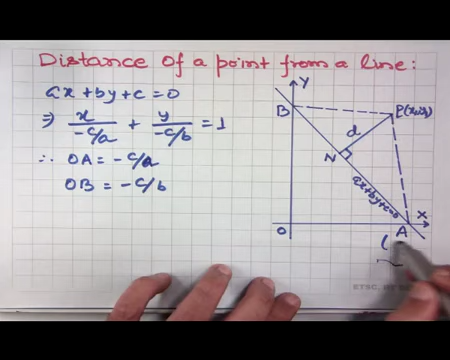 Distance of a point from a line:
ax+by+c=0
⇒ x/-c/a + y/-c/b = 1
∴ OA = -c/a
OB = -c/b
Y
B
P(x₁,y₁)
d
N
ax+by+c=0
X
O
A
(